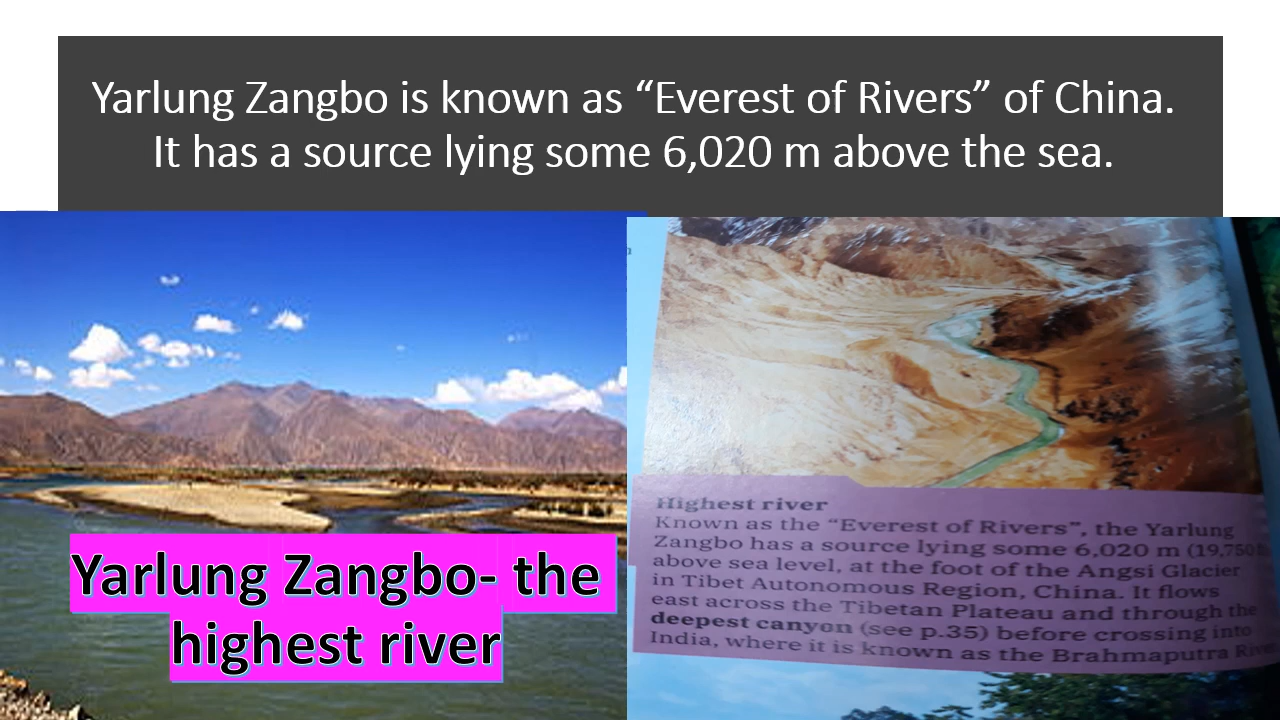 Yarlung Zangbo is known as “Everest of Rivers” of China.
It has a source lying some 6,020 m above the sea.
Yarlung Zangbo- the
highest river
Highest river
Known as the “Everest of Rivers”, the Yarlung
Zangbo has a source lying some 6,020 m (19,750
above sea level, at the foot of the Angsi Glacier
in Tibet Autonomous Region, China. It flows
east across the Tibetan Plateau and through the
deepest canyon (see p.35) before crossing into
India, where it is known as the Brahmaputra